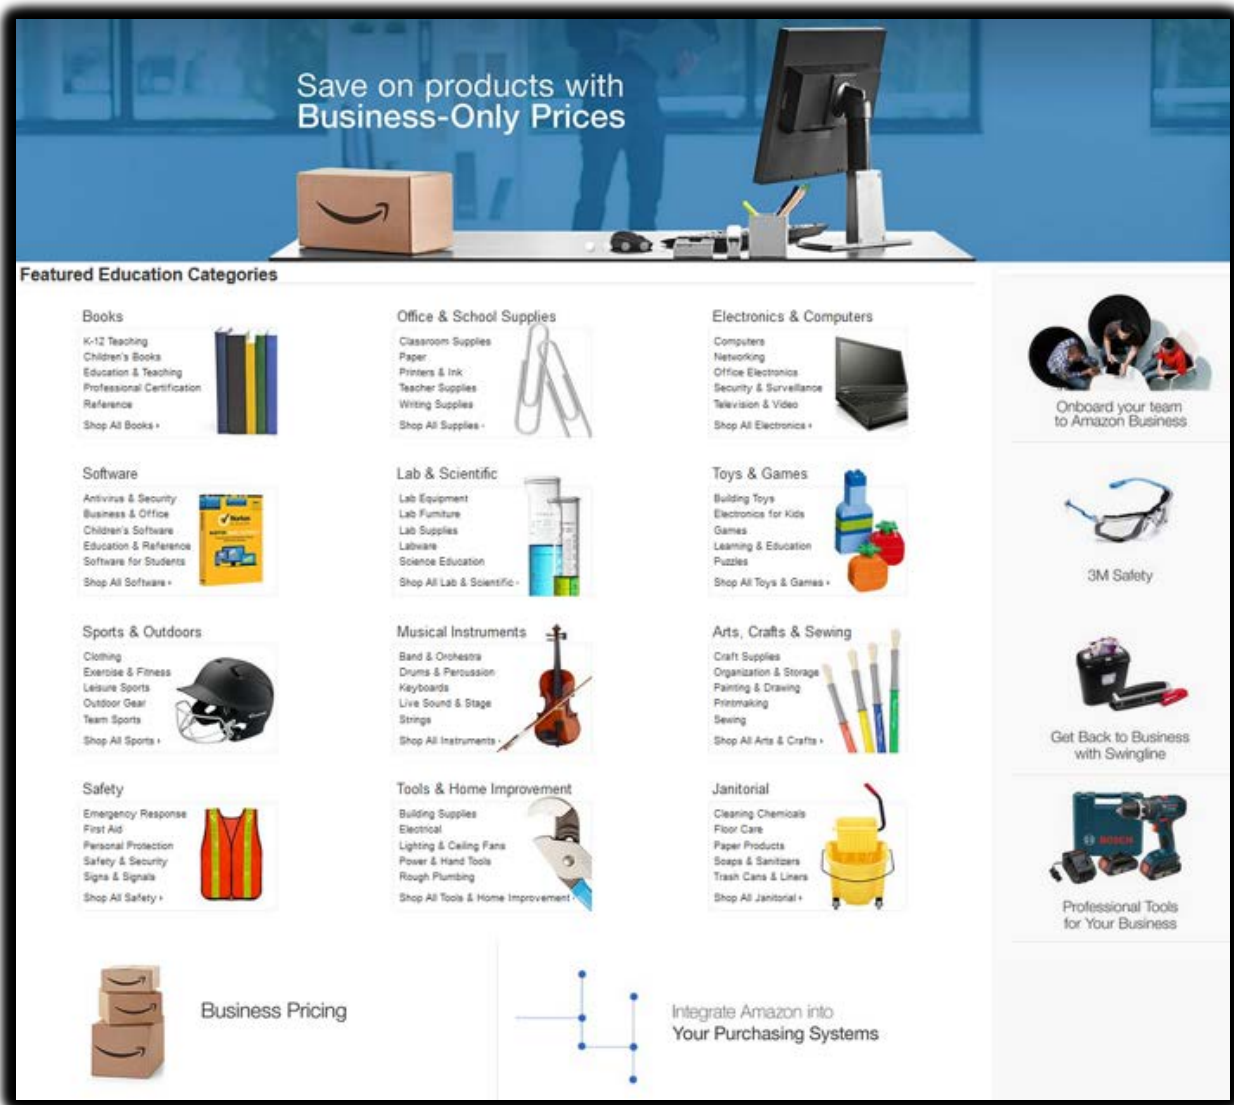 Save on products with
Business-Only Prices
Featured Education Categories
Books
K-12 Teaching
Children's Books
Education & Teaching
Professional Certification
Reference
Shop All Books ›
Office & School Supplies
Classroom Supplies
Paper
Printers & Ink
Teacher Supplies
Writing Supplies
Shop All Supplies ›
Electronics & Computers
Computers
Networking
Office Electronics
Security & Surveillance
Television & Video
Shop All Electronics ›
Software
Antivirus & Security
Business & Office
Children's Software
Education & Reference
Software for Students
Shop All Software ›
Norton
Lab & Scientific
Lab Equipment
Lab Furniture
Lab Supplies
Labware
Science Education
Shop All Lab & Scientific ›
Toys & Games
Building Toys
Electronics for Kids
Games
Learning & Education
Puzzles
Shop All Toys & Games ›
Sports & Outdoors
Clothing
Exercise & Fitness
Leisure Sports
Outdoor Gear
Team Sports
Shop All Sports ›
Musical Instruments
Band & Orchestra
Drums & Percussion
Keyboards
Live Sound & Stage
Strings
Shop All Instruments ›
Arts, Crafts & Sewing
Craft Supplies
Organization & Storage
Painting & Drawing
Printmaking
Sewing
Shop All Arts & Crafts ›
Safety
Emergency Response
First Aid
Personal Protection
Safety & Security
Signs & Signals
Shop All Safety ›
Tools & Home Improvement
Building Supplies
Electrical
Lighting & Ceiling Fans
Power & Hand Tools
Rough Plumbing
Shop All Tools & Home Improvement ›
Janitorial
Cleaning Chemicals
Floor Care
Paper Products
Soaps & Sanitizers
Trash Cans & Liners
Shop All Janitorial ›
Business Pricing
Integrate Amazon into
Your Purchasing Systems
Onboard your team
to Amazon Business
3M Safety
Get Back to Business
with Swingline
BOSCH
Professional Tools
for Your Business